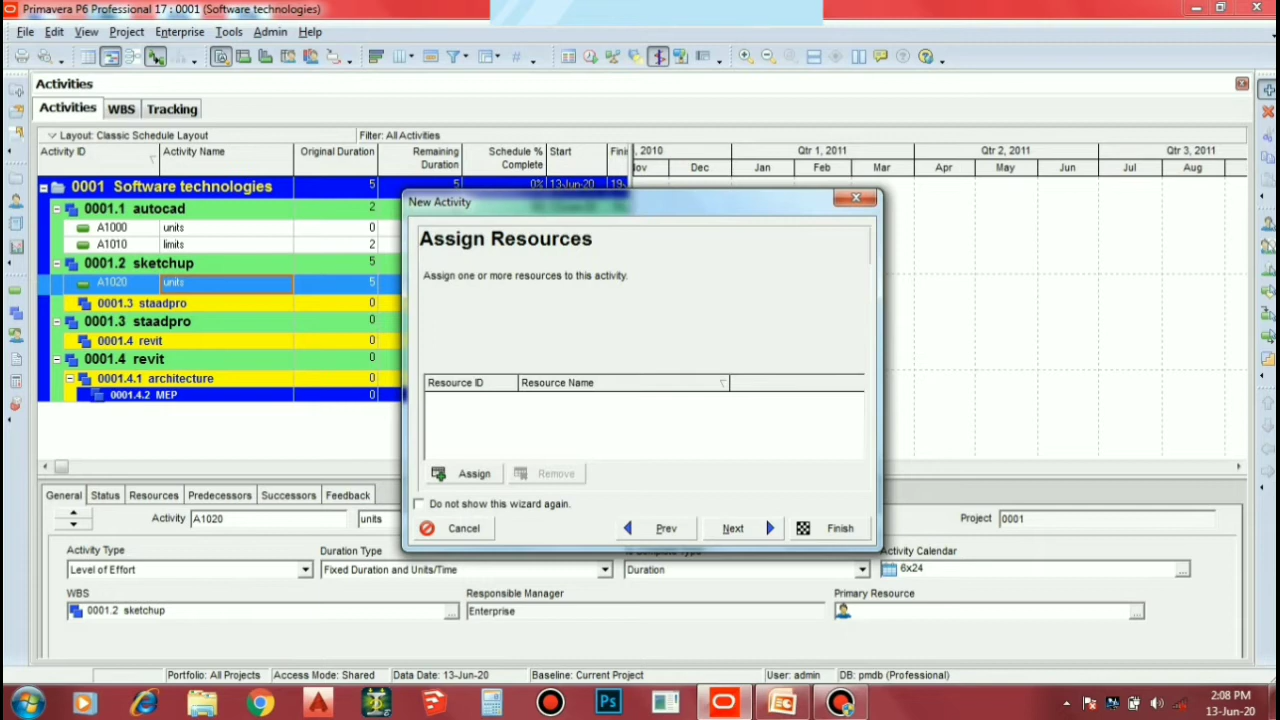 Primavera P6 Professional 17 : 0001 (Software technologies)
File Edit View Project Enterprise Tools Admin Help
Activities
Activities WBS Tracking
Layout: Classic Schedule Layout Filter: All Activities
Activity ID Activity Name Original Duration Remaining Duration Schedule % Complete Start
Qtr 1, 2011 Qtr 2, 2011 Qtr 3, 2011
Dec Jan Feb Mar Apr May Jun Jul Aug
0001 Software technologies 5 5 0% 13-Jun-20
0001.1 autocad 2
A1000 units 0
A1010 limits 2
0001.2 sketchup 5
A1020 units 5
0001.3 staadpro 0
0001.3 staadpro 0
0001.4 revit 0
0001.4 revit 0
0001.4.1 architecture 0
0001.4.2 MEP 0
New Activity
Assign Resources
Assign one or more resources to this activity.
Resource ID Resource Name
Assign Remove
Do not show this wizard again.
Cancel Prev Next Finish
General Status Resources Predecessors Successors Feedback
Activity A1020 units Project 0001
Activity Type Duration Type Activity Calendar
Level of Effort Fixed Duration and Units/Time Duration 6x24
WBS Responsible Manager Primary Resource
0001.2 sketchup Enterprise
Portfolio: All Projects Access Mode: Shared Data Date: 13-Jun-20 Baseline: Current Project User: admin DB: pmdb (Professional)
Ps
2:08 PM
13-Jun-20